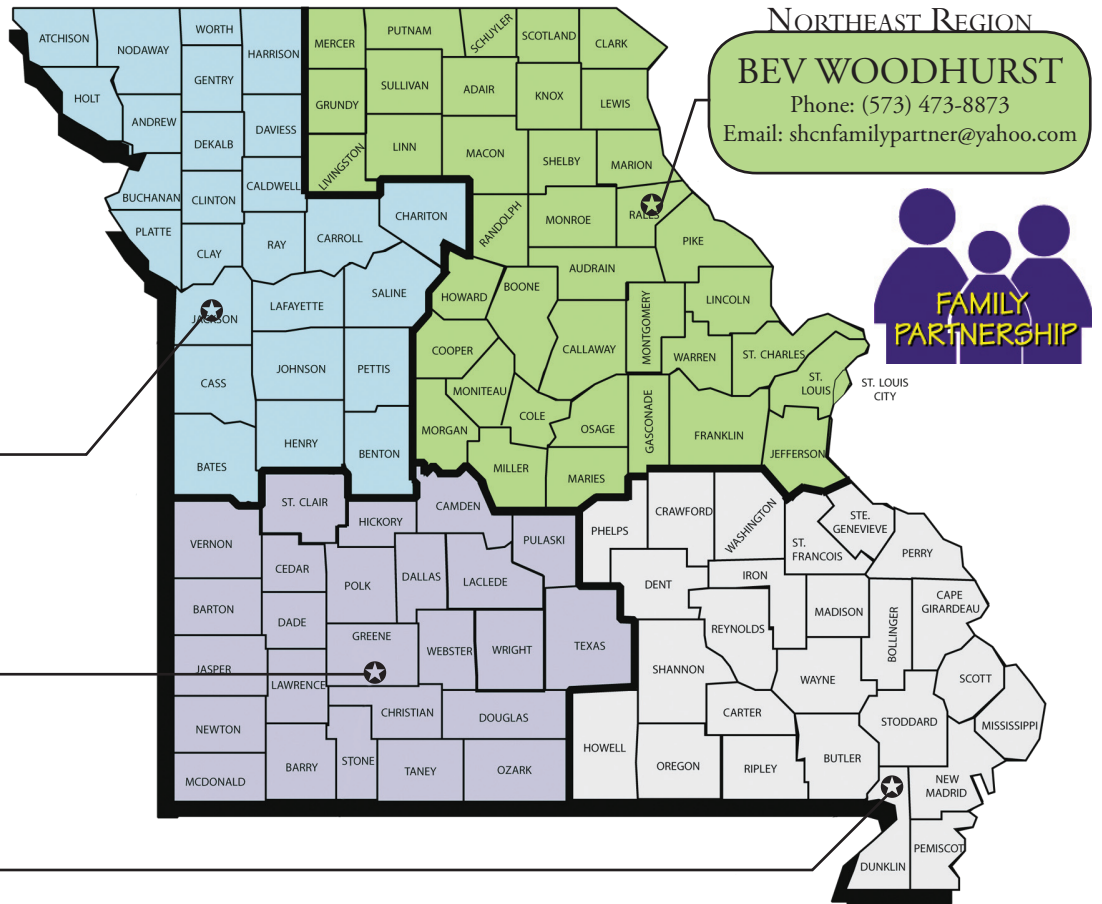 NORTHEAST REGION
BEV WOODHURST
Phone: (573) 473-8873
Email: shcnfamilypartner@yahoo.com
FAMILY
PARTNERSHIP
ATCHISON
NODAWAY
WORTH
HARRISON
MERCER
PUTNAM
SCHUYLER
SCOTLAND
CLARK
HOLT
GENTRY
ANDREW
DEKALB
DAVIESS
GRUNDY
SULLIVAN
ADAIR
KNOX
LEWIS
LIVINGSTON
LINN
MACON
SHELBY
MARION
BUCHANAN
CLINTON
CALDWELL
CHARITON
RANDOLPH
MONROE
RALLS
PLATTE
CLAY
RAY
CARROLL
PIKE
AUDRAIN
JACKSON
LAFAYETTE
SALINE
HOWARD
BOONE
CALLAWAY
MONTGOMERY
LINCOLN
WARREN
ST. CHARLES
ST.
LOUIS
ST. LOUIS
CITY
CASS
JOHNSON
PETTIS
COOPER
MONITEAU
COLE
OSAGE
GASCONADE
FRANKLIN
JEFFERSON
BATES
HENRY
BENTON
MORGAN
MILLER
MARIES
VERNON
ST. CLAIR
HICKORY
CAMDEN
PULASKI
PHELPS
CRAWFORD
WASHINGTON
ST.
FRANCOIS
STE.
GENEVIEVE
PERRY
BARTON
CEDAR
POLK
DALLAS
LACLEDE
DENT
IRON
MADISON
BOLLINGER
CAPE
GIRARDEAU
JASPER
DADE
GREENE
WEBSTER
WRIGHT
TEXAS
SHANNON
REYNOLDS
WAYNE
SCOTT
NEWTON
LAWRENCE
CHRISTIAN
DOUGLAS
CARTER
STODDARD
MISSISSIPPI
MCDONALD
BARRY
STONE
TANEY
OZARK
HOWELL
OREGON
RIPLEY
BUTLER
NEW
MADRID
DUNKLIN
PEMISCOT